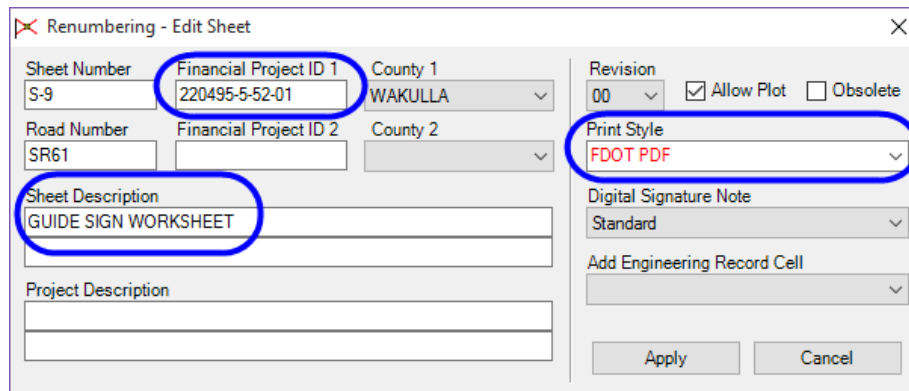 Renumbering - Edit Sheet
Sheet Number Financial Project ID 1 County 1
S-9 220495-5-52-01 WAKULLA
Road Number Financial Project ID 2 County 2
SR61
Sheet Description
GUIDE SIGN WORKSHEET
Project Description
Revision
00 Allow Plot Obsolete
Print Style
FDOT PDF
Digital Signature Note
Standard
Add Engineering Record Cell
Apply Cancel